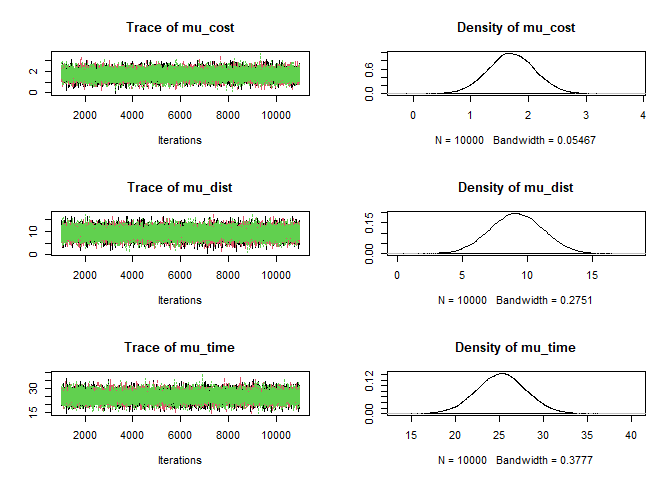 Trace of mu_cost
0 2
2000 4000 6000 8000 10000
Iterations
Density of mu_cost
0.0 0.6
0 1 2 3 4
N = 10000 Bandwidth = 0.05467
Trace of mu_dist
0 10
2000 4000 6000 8000 10000
Iterations
Density of mu_dist
0.00 0.15
0 5 10 15
N = 10000 Bandwidth = 0.2751
Trace of mu_time
15 30
2000 4000 6000 8000 10000
Iterations
Density of mu_time
0.00 0.12
15 20 25 30 35 40
N = 10000 Bandwidth = 0.3777